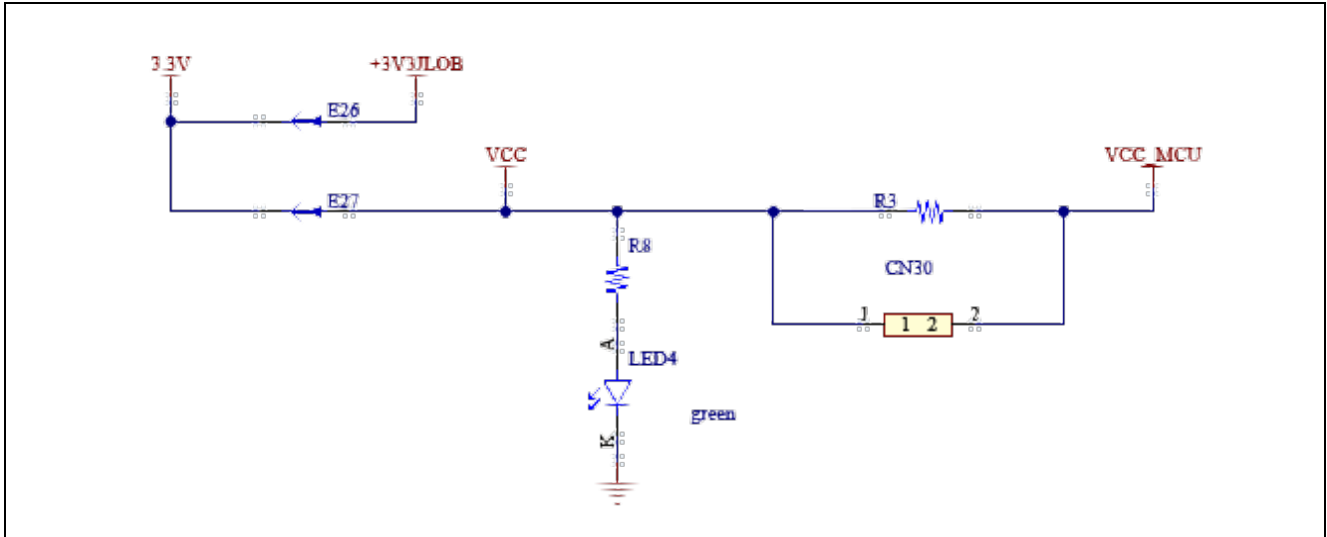 3.3V
+3V3JLOB
E26
VCC
VCC_MCU
E27
R3
R8
CN30
1 1 2 2
A
LED4
green
K